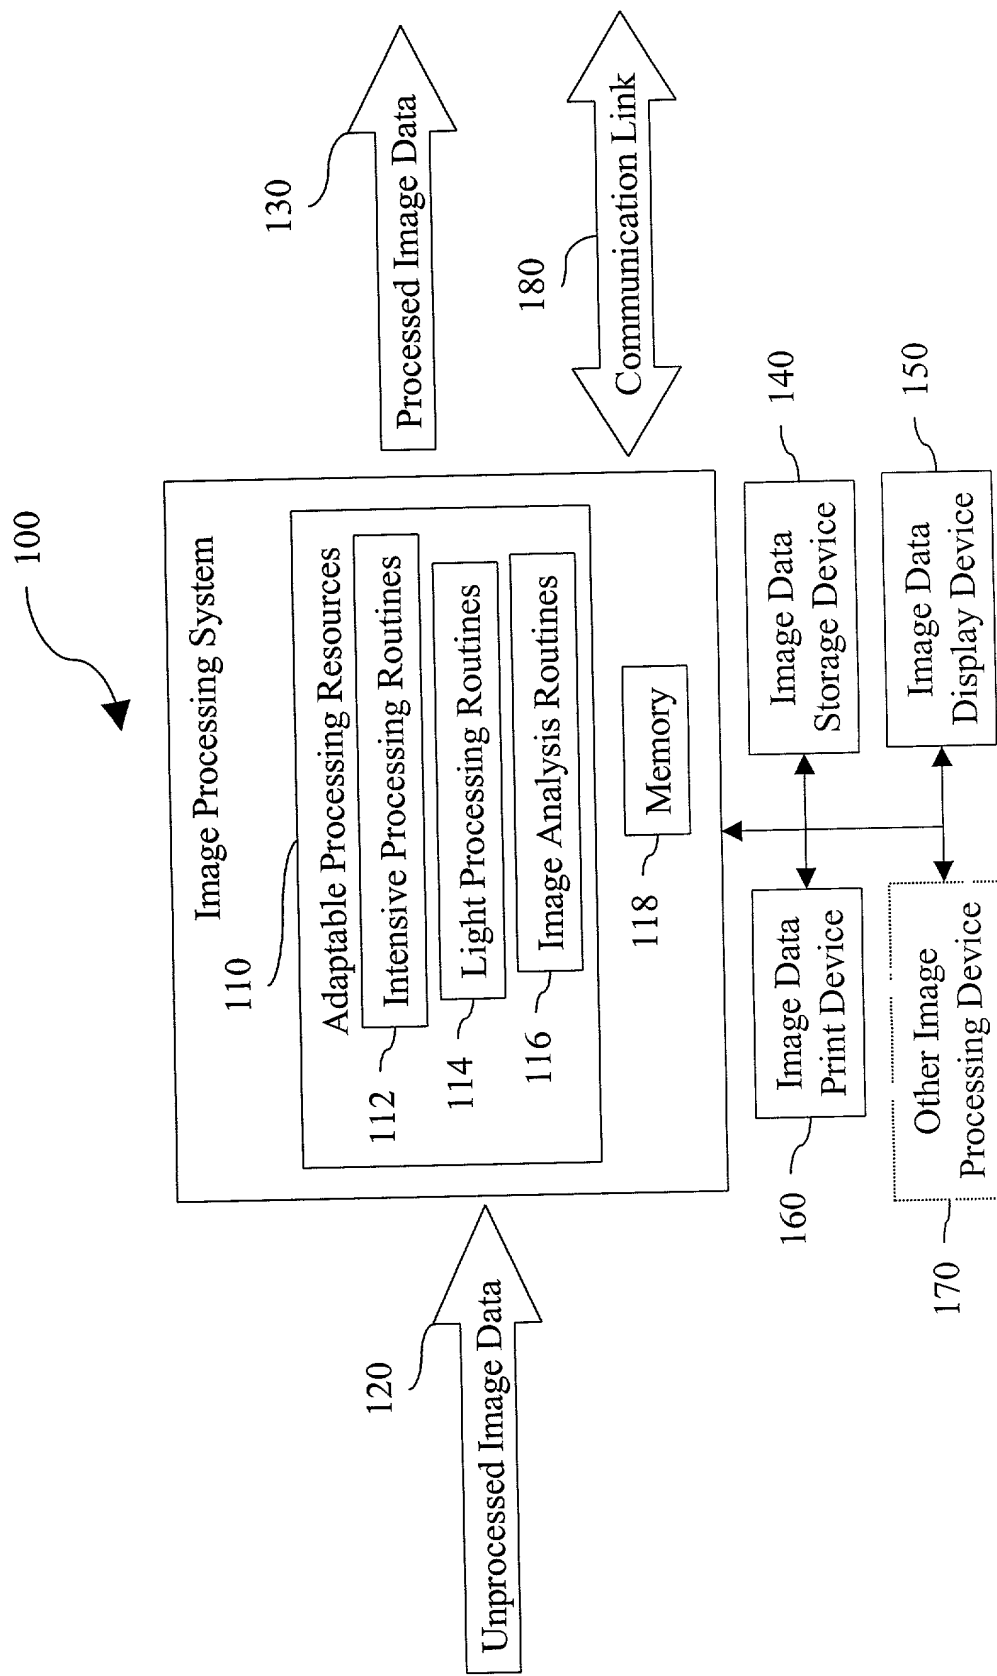 100
Image Processing System
110
Adaptable Processing Resources
112
Intensive Processing Routines
114
Light Processing Routines
116
Image Analysis Routines
118
Memory
120
Unprocessed Image Data
130
Processed Image Data
180
Communication Link
160
Image Data
Print Device
Image Data
Storage Device
140
170
Other Image
Processing Device
Image Data
Display Device
150